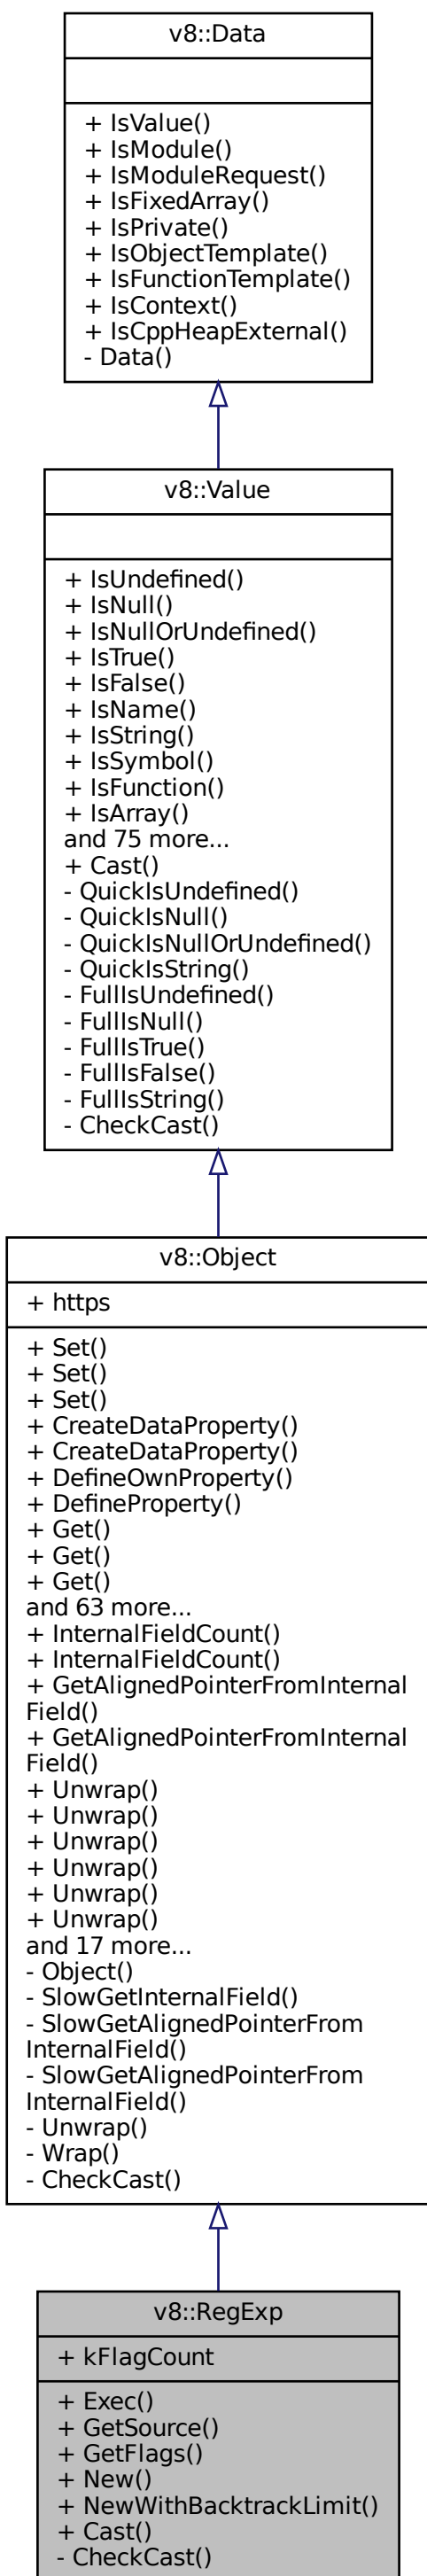 v8::Data
+ IsValue()
+ IsModule()
+ IsModuleRequest()
+ IsFixedArray()
+ IsPrivate()
+ IsObjectTemplate()
+ IsFunctionTemplate()
+ IsContext()
+ IsCppHeapExternal()
- Data()
v8::Value
+ IsUndefined()
+ IsNull()
+ IsNullOrUndefined()
+ IsTrue()
+ IsFalse()
+ IsName()
+ IsString()
+ IsSymbol()
+ IsFunction()
+ IsArray()
and 75 more...
+ Cast()
- QuickIsUndefined()
- QuickIsNull()
- QuickIsNullOrUndefined()
- QuickIsString()
- FullIsUndefined()
- FullIsNull()
- FullIsTrue()
- FullIsFalse()
- FullIsString()
- CheckCast()
v8::Object
+ https
+ Set()
+ Set()
+ Set()
+ CreateDataProperty()
+ CreateDataProperty()
+ DefineOwnProperty()
+ DefineProperty()
+ Get()
+ Get()
+ Get()
and 63 more...
+ InternalFieldCount()
+ InternalFieldCount()
+ GetAlignedPointerFromInternal
Field()
+ GetAlignedPointerFromInternal
Field()
+ Unwrap()
+ Unwrap()
+ Unwrap()
+ Unwrap()
+ Unwrap()
+ Unwrap()
and 17 more...
- Object()
- SlowGetInternalField()
- SlowGetAlignedPointerFrom
InternalField()
- SlowGetAlignedPointerFrom
InternalField()
- Unwrap()
- Wrap()
- CheckCast()
v8::RegExp
+ kFlagCount
+ Exec()
+ GetSource()
+ GetFlags()
+ New()
+ NewWithBacktrackLimit()
+ Cast()
- CheckCast()